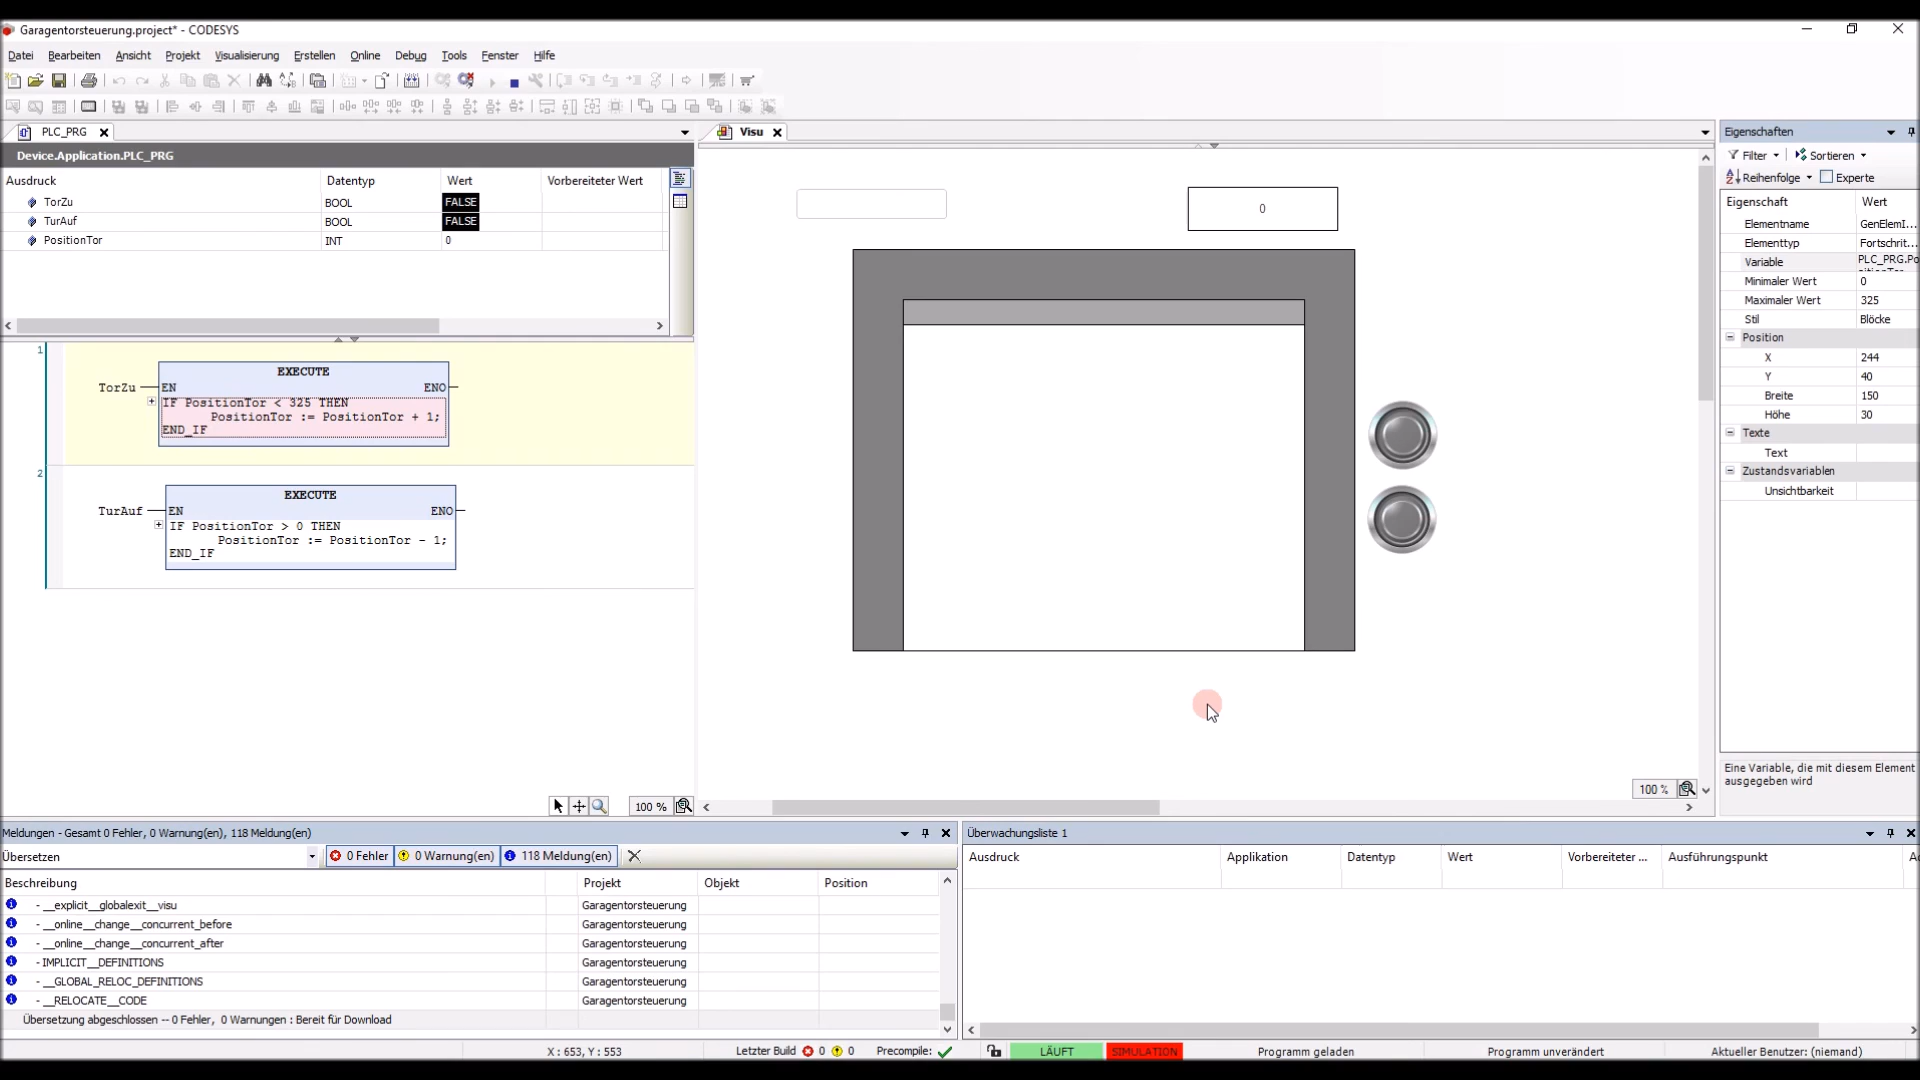 Garagentorsteuerung.project* - CODESYS
Datei Bearbeiten Ansicht Projekt Visualisierung Erstellen Online Debug Tools Fenster Hilfe
PLC_PRG
Device.Application.PLC_PRG
Ausdruck Datentyp Wert Vorbereiteter Wert
TorZu BOOL FALSE
TurAuf BOOL FALSE
PositionTor INT 0
1
EXECUTE
TorZu EN ENO
IF PositionTor < 325 THEN
PositionTor := PositionTor + 1;
END_IF
2
EXECUTE
TurAuf EN ENO
IF PositionTor > 0 THEN
PositionTor := PositionTor - 1;
END_IF
100 %
Visu
0
100 %
Eigenschaften
Filter Sortieren
Reihenfolge Experte
Eigenschaft Wert
Elementname GenElemI...
Elementtyp Fortschrit...
Variable PLC_PRG.Po
Minimaler Wert 0
Maximaler Wert 325
Stil Blöcke
Position
X 244
Y 40
Breite 150
Höhe 30
Texte
Text
Zustandsvariablen
Unsichtbarkeit
Eine Variable, die mit diesem Element
ausgegeben wird
Meldungen - Gesamt 0 Fehler, 0 Warnung(en), 118 Meldung(en)
Übersetzen 0 Fehler 0 Warnung(en) 118 Meldung(en)
Beschreibung Projekt Objekt Position
- __explicit__globalexit__visu Garagentorsteuerung
- __online__change__concurrent_before Garagentorsteuerung
- __online__change__concurrent_after Garagentorsteuerung
- IMPLICIT__DEFINITIONS Garagentorsteuerung
- __GLOBAL_RELOC_DEFINITIONS Garagentorsteuerung
- __RELOCATE__CODE Garagentorsteuerung
Übersetzung abgeschlossen -- 0 Fehler, 0 Warnungen : Bereit für Download
Überwachungsliste 1
Ausdruck Applikation Datentyp Wert Vorbereiteter ... Ausführungspunkt
X : 653, Y : 553 Letzter Build 0 0 Precompile: LÄUFT SIMULATION Programm geladen Programm unverändert Aktueller Benutzer: (niemand)